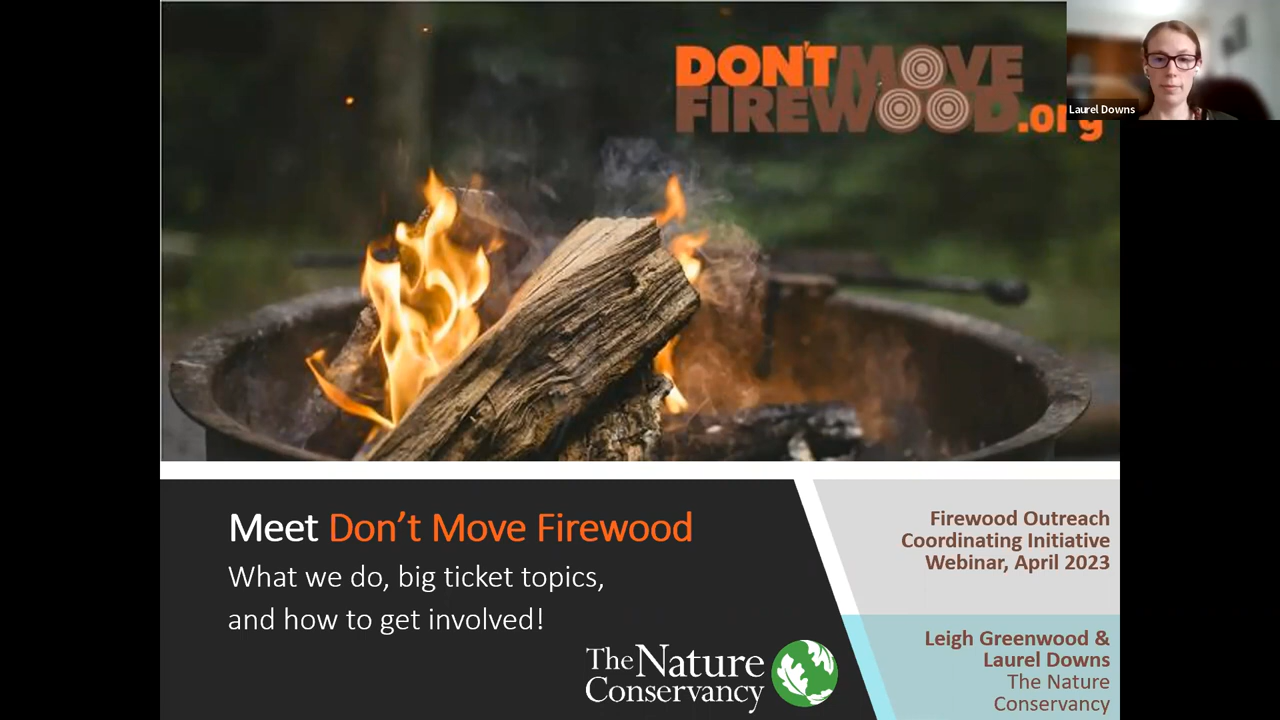 DON'T MOVE
FIREWOOD.org
Laurel Downs
Meet Don't Move Firewood
What we do, big ticket topics,
and how to get involved!
The Nature
Conservancy
Firewood Outreach
Coordinating Initiative
Webinar, April 2023
Leigh Greenwood &
Laurel Downs
The Nature
Conservancy